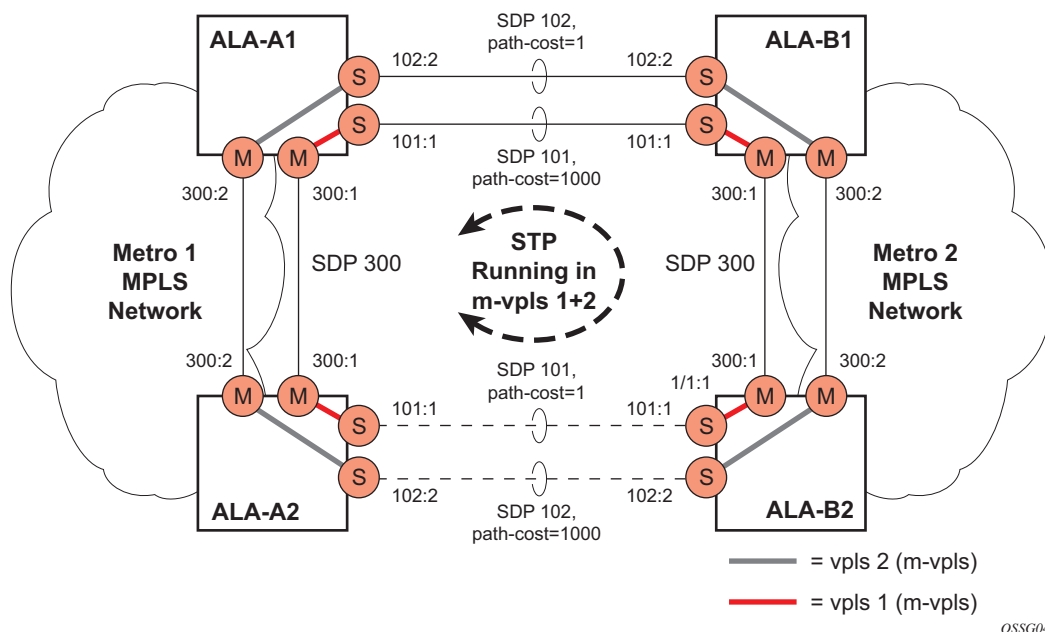 SDP 102,
path-cost=1
ALA-A1
ALA-B1
102:2
102:2
S
S
S
S
101:1
101:1
SDP 101,
path-cost=1000
M
M
M
M
300:2
300:1
300:1
300:2
STP
Running in
m-vpls 1+2
Metro 1
MPLS
Network
SDP 300
SDP 300
Metro 2
MPLS
Network
300:2
300:1
SDP 101,
path-cost=1
300:1
300:2
1/1:1
M
M
M
M
101:1
101:1
S
S
S
S
102:2
102:2
SDP 102,
path-cost=1000
ALA-A2
ALA-B2
= vpls 2 (m-vpls)
= vpls 1 (m-vpls)